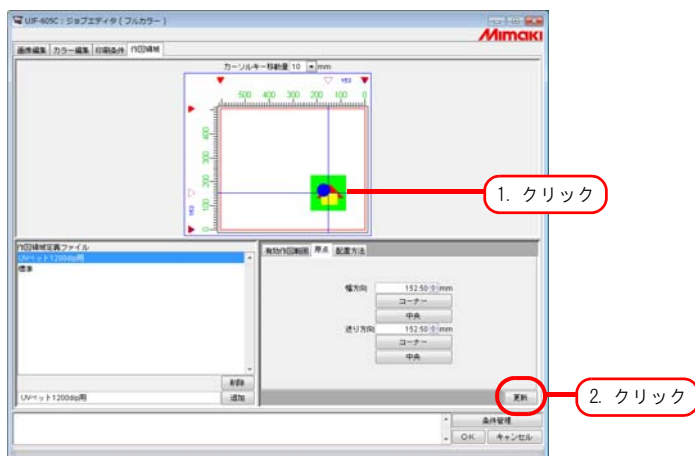 UJF-605C : ジョブエディタ ( フルカラー )
Mimaki
画像編集 カラー編集 印刷条件 作図領域
カーソルキー移動量 10 mm
153
500 400 300 200 100 0
400
300
200
100
0
153
1. クリック
作図領域定義ファイル
UVペット1200dpi用
標準
削除
UVペット1200dpi用 追加
有効作図範囲 原点 配置方法
幅方向 152.50 mm
コーナー
中央
送り方向 152.50 mm
コーナー
中央
更新
2. クリック
条件管理
OK キャンセル